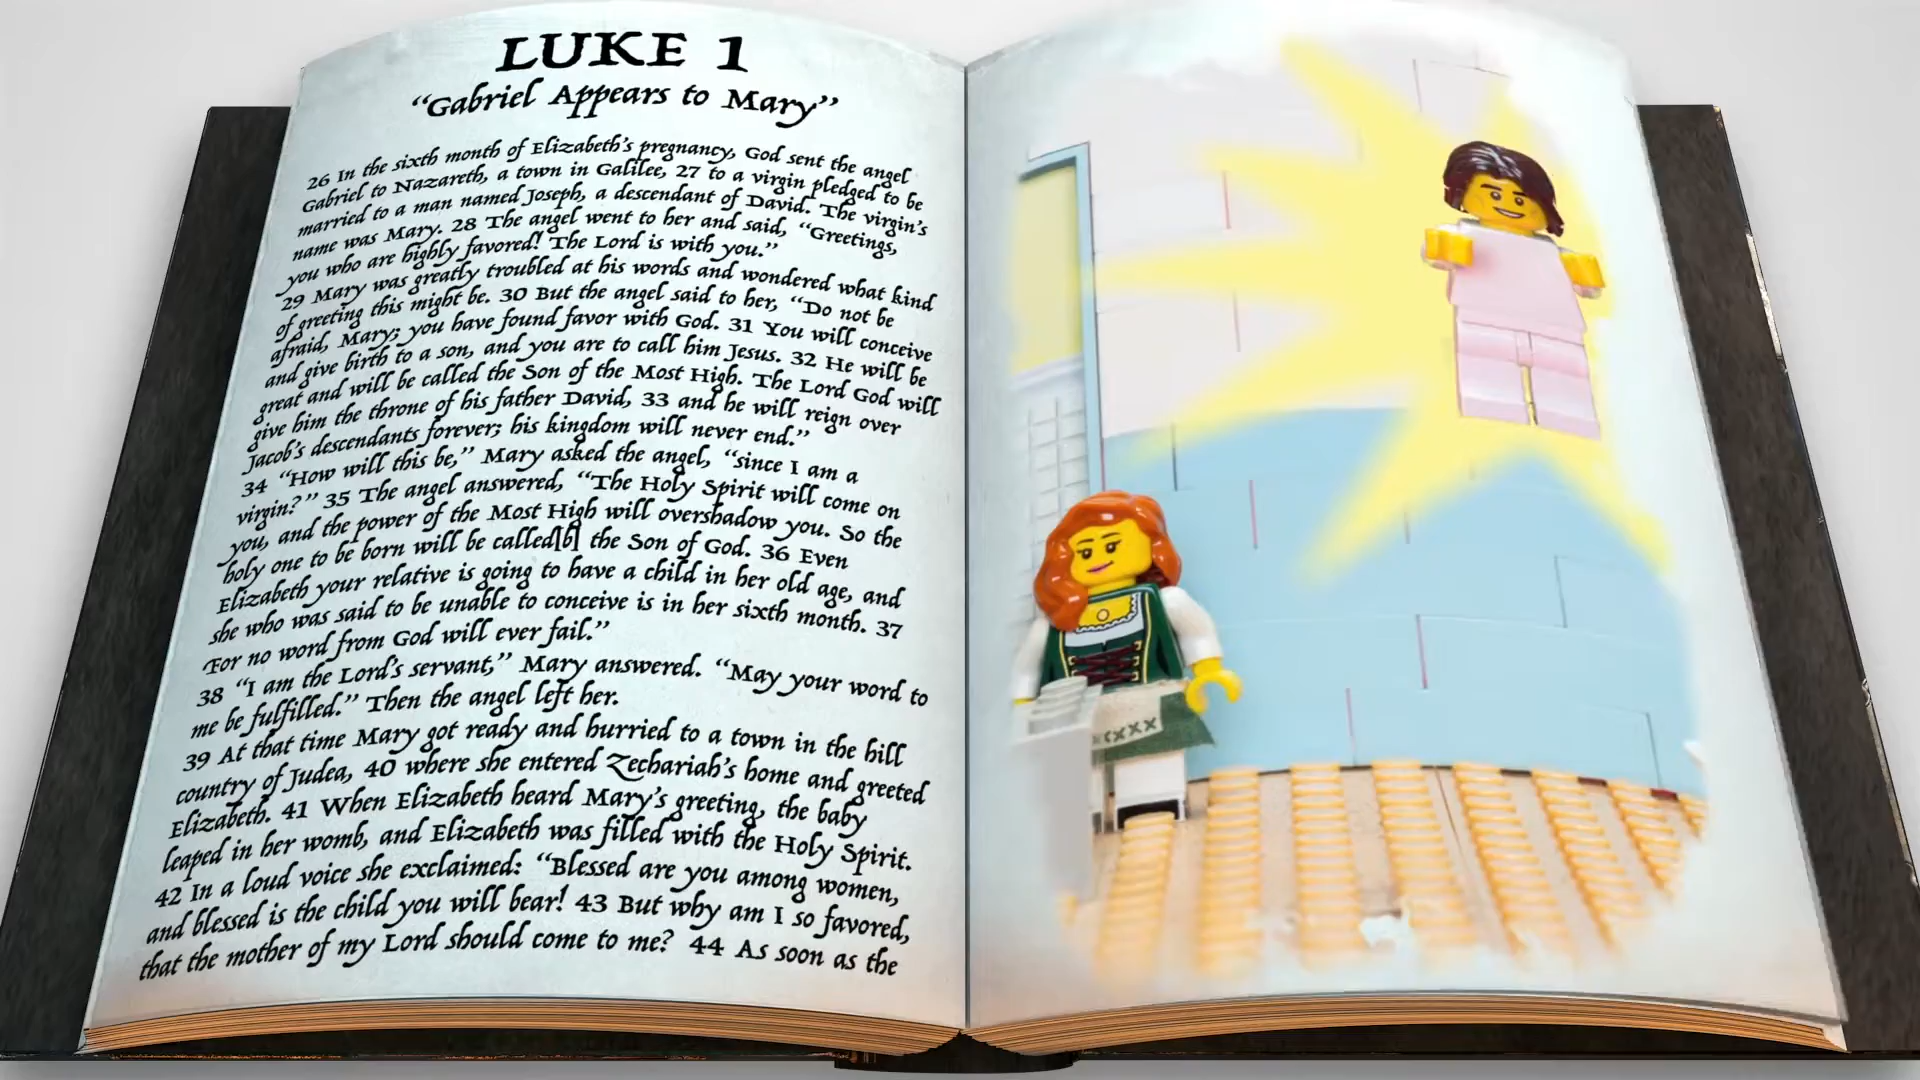 LUKE 1
“Gabriel Appears to Mary”
26 In the sixth month of Elizabeth’s pregnancy, God sent the angel
Gabriel to Nazareth, a town in Galilee, 27 to a virgin pledged to be
married to a man named Joseph, a descendant of David. The virgin’s
name was Mary. 28 The angel went to her and said, “Greetings,
you who are highly favored! The Lord is with you.”
29 Mary was greatly troubled at his words and wondered what kind
of greeting this might be. 30 But the angel said to her, “Do not be
afraid, Mary; you have found favor with God. 31 You will conceive
and give birth to a son, and you are to call him Jesus. 32 He will be
great and will be called the Son of the Most High. The Lord God will
give him the throne of his father David, 33 and he will reign over
Jacob’s descendants forever; his kingdom will never end.”
34 “How will this be,” Mary asked the angel, “since I am a
virgin?” 35 The angel answered, “The Holy Spirit will come on
you, and the power of the Most High will overshadow you. So the
holy one to be born will be called[b] the Son of God. 36 Even
Elizabeth your relative is going to have a child in her old age, and
she who was said to be unable to conceive is in her sixth month. 37
For no word from God will ever fail.”
38 “I am the Lord’s servant,” Mary answered. “May your word to
me be fulfilled.” Then the angel left her.
39 At that time Mary got ready and hurried to a town in the hill
country of Judea, 40 where she entered Zechariah’s home and greeted
Elizabeth. 41 When Elizabeth heard Mary’s greeting, the baby
leaped in her womb, and Elizabeth was filled with the Holy Spirit.
42 In a loud voice she exclaimed: “Blessed are you among women,
and blessed is the child you will bear! 43 But why am I so favored,
that the mother of my Lord should come to me? 44 As soon as the